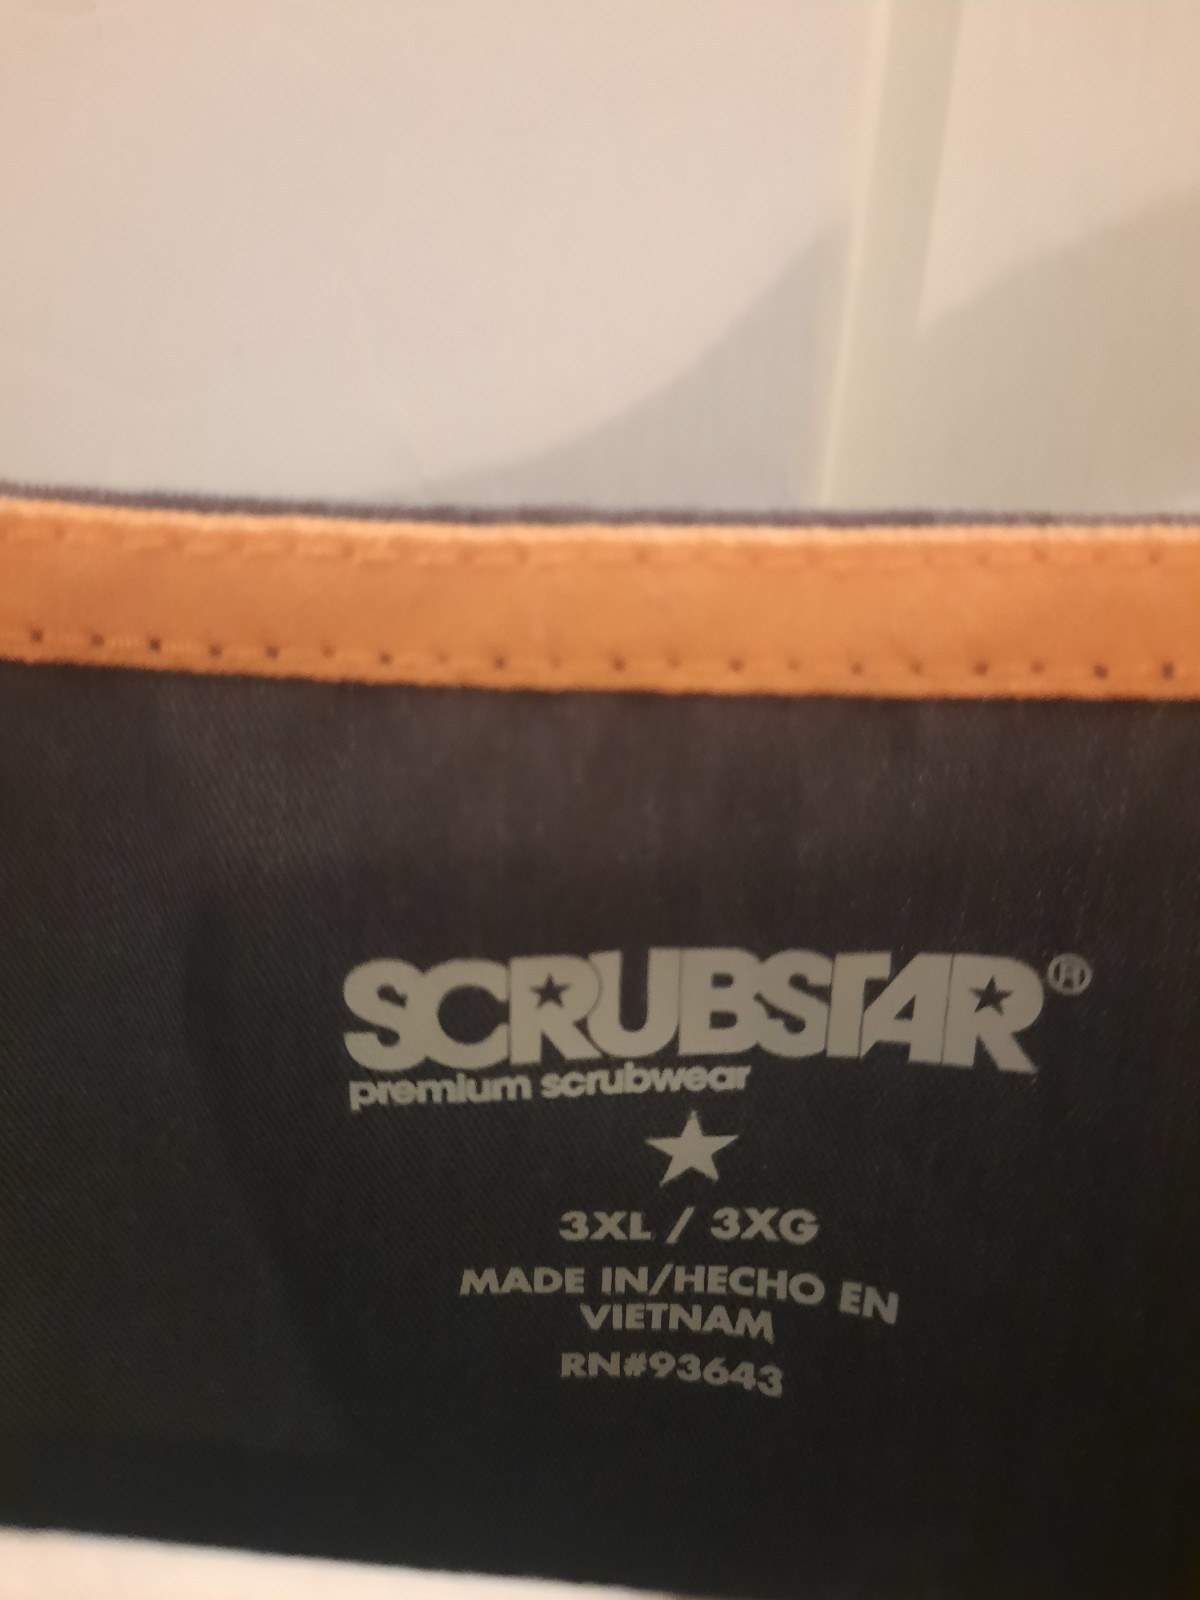 SCRUBSTAR®
premium scrubwear
3XL / 3XG
MADE IN/HECHO EN
VIETNAM
RN#93643